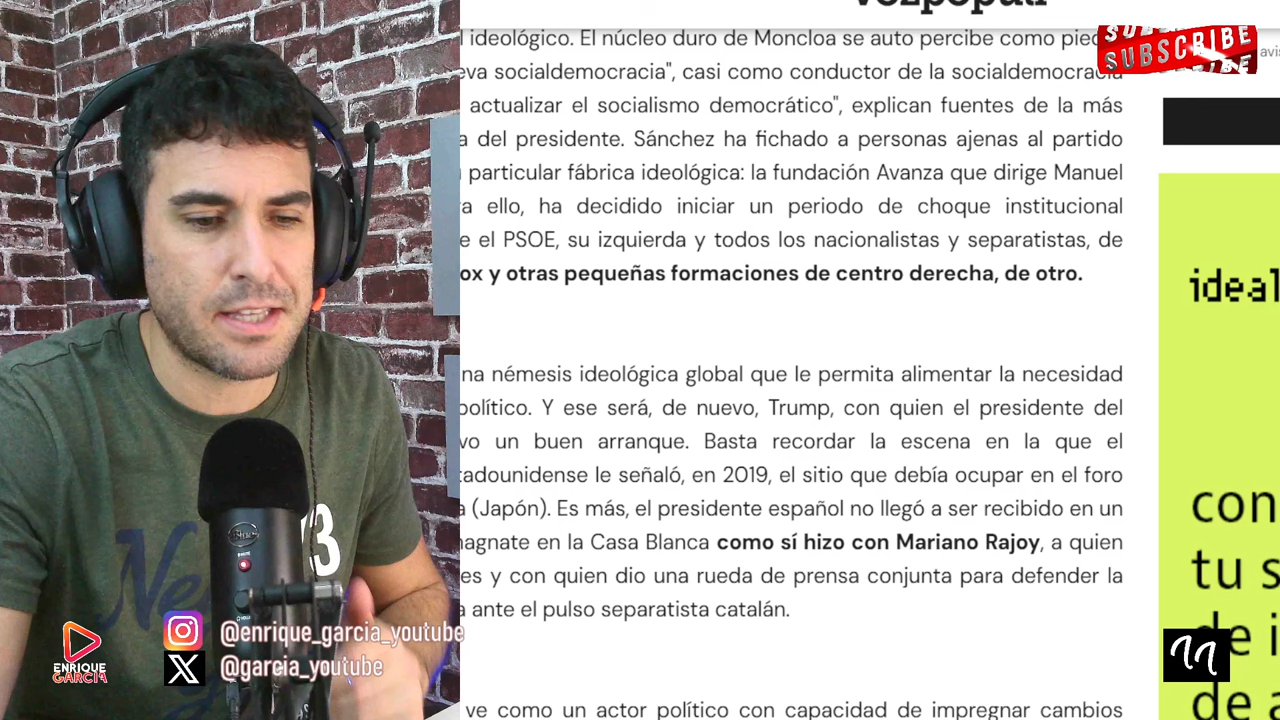 vozpópuli
ideológico. El núcleo duro de Moncloa se auto percibe como
socialdemocracia", casi como conductor de la socialdemocracia
actualizar el socialismo democrático", explican fuentes de la más
del presidente. Sánchez ha fichado a personas ajenas al partido
particular fábrica ideológica: la fundación Avanza que dirige Manuel
ello, ha decidido iniciar un periodo de choque institucional
el PSOE, su izquierda y todos los nacionalistas y separatistas, de
ox y otras pequeñas formaciones de centro derecha, de otro.
na némesis ideológica global que le permita alimentar la necesidad
político. Y ese será, de nuevo, Trump, con quien el presidente del
vo un buen arranque. Basta recordar la escena en la que el
tadounidense le señaló, en 2019, el sitio que debía ocupar en el foro
a (Japón). Es más, el presidente español no llegó a ser recibido en un
magnate en la Casa Blanca como sí hizo con Mariano Rajoy, a quien
es y con quien dio una rueda de prensa conjunta para defender la
a ante el pulso separatista catalán.
ve como un actor político con capacidad de impregnar cambios
SUBSCRIBE
avis
ideal
con
tu s
de i
de a
Blue
3
@enrique_garcia_youtube
@garcia_youtube
ENRIQUE
GARCIA